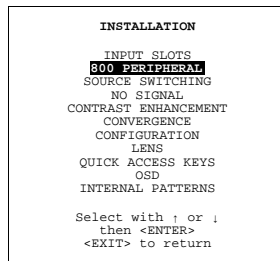 INSTALLATION
INPUT SLOTS
800 PERIPHERAL
SOURCE SWITCHING
NO SIGNAL
CONTRAST ENHANCEMENT
CONVERGENCE
CONFIGURATION
LENS
QUICK ACCESS KEYS
OSD
INTERNAL PATTERNS
Select with ↑ or ↓
then <ENTER>
<EXIT> to return